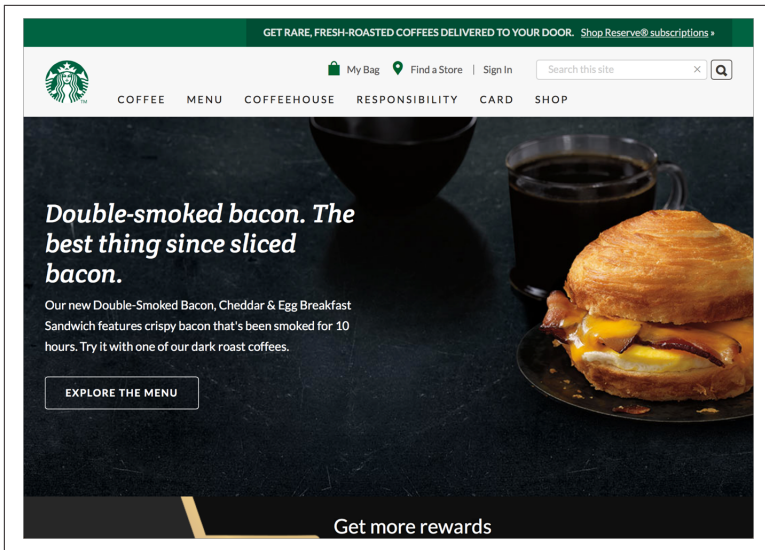 GET RARE, FRESH-ROASTED COFFEES DELIVERED TO YOUR DOOR. Shop Reserve® subscriptions »
My Bag Find a Store | Sign In Search this site ×
TM
COFFEE MENU COFFEEHOUSE RESPONSIBILITY CARD SHOP
Double-smoked bacon. The
best thing since sliced
bacon.
Our new Double-Smoked Bacon, Cheddar & Egg Breakfast
Sandwich features crispy bacon that's been smoked for 10
hours. Try it with one of our dark roast coffees.
EXPLORE THE MENU
Get more rewards